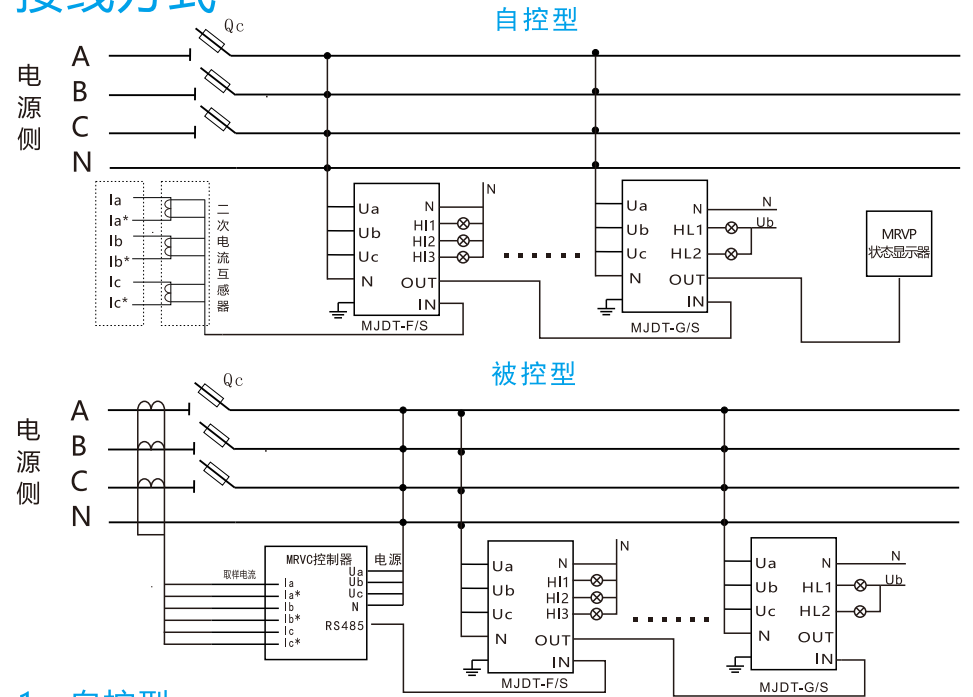 接线方式
自控型
Qc
电源侧
A
B
C
N
Ia
Ia*
Ib
Ib*
Ic
Ic*
二次电流互感器
Ua
Ub
Uc
N
N
HI1
HI2
HI3
OUT
IN
N
MJDT-F/S
Ua
Ub
Uc
N
N
HL1
HL2
OUT
IN
N
Ub
MJDT-G/S
MRVP
状态显示器
被控型
Qc
电源侧
A
B
C
N
取样电流
MRVC控制器
Ia
Ia*
Ib
Ib*
Ic
Ic*
Ua
Ub
Uc
N
RS485
电源
Ua
Ub
Uc
N
N
HI1
HI2
HI3
OUT
IN
N
MJDT-F/S
Ua
Ub
Uc
N
N
HL1
HL2
OUT
IN
N
Ub
MJDT-G/S
1、自控型